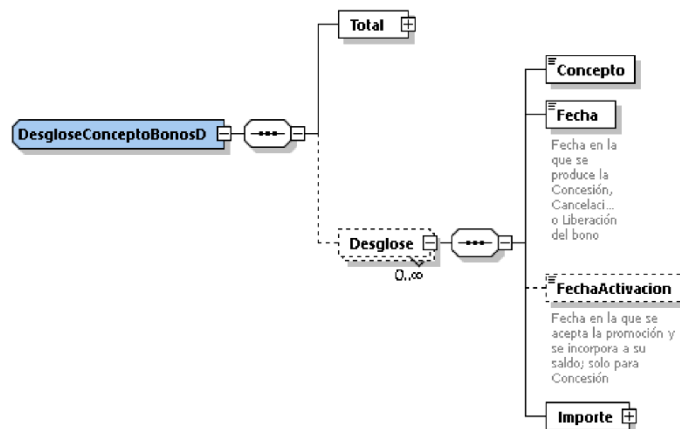 Total
Concepto
DesgloseConceptoBonosD
Fecha
Fecha en la
que se
produce la
Concesión,
Cancelaci...
o Liberación
del bono
Desglose
0..∞
FechaActivacion
Fecha en la que se
acepta la promoción y
se incorpora a su
saldo; solo para
Concesión
Importe